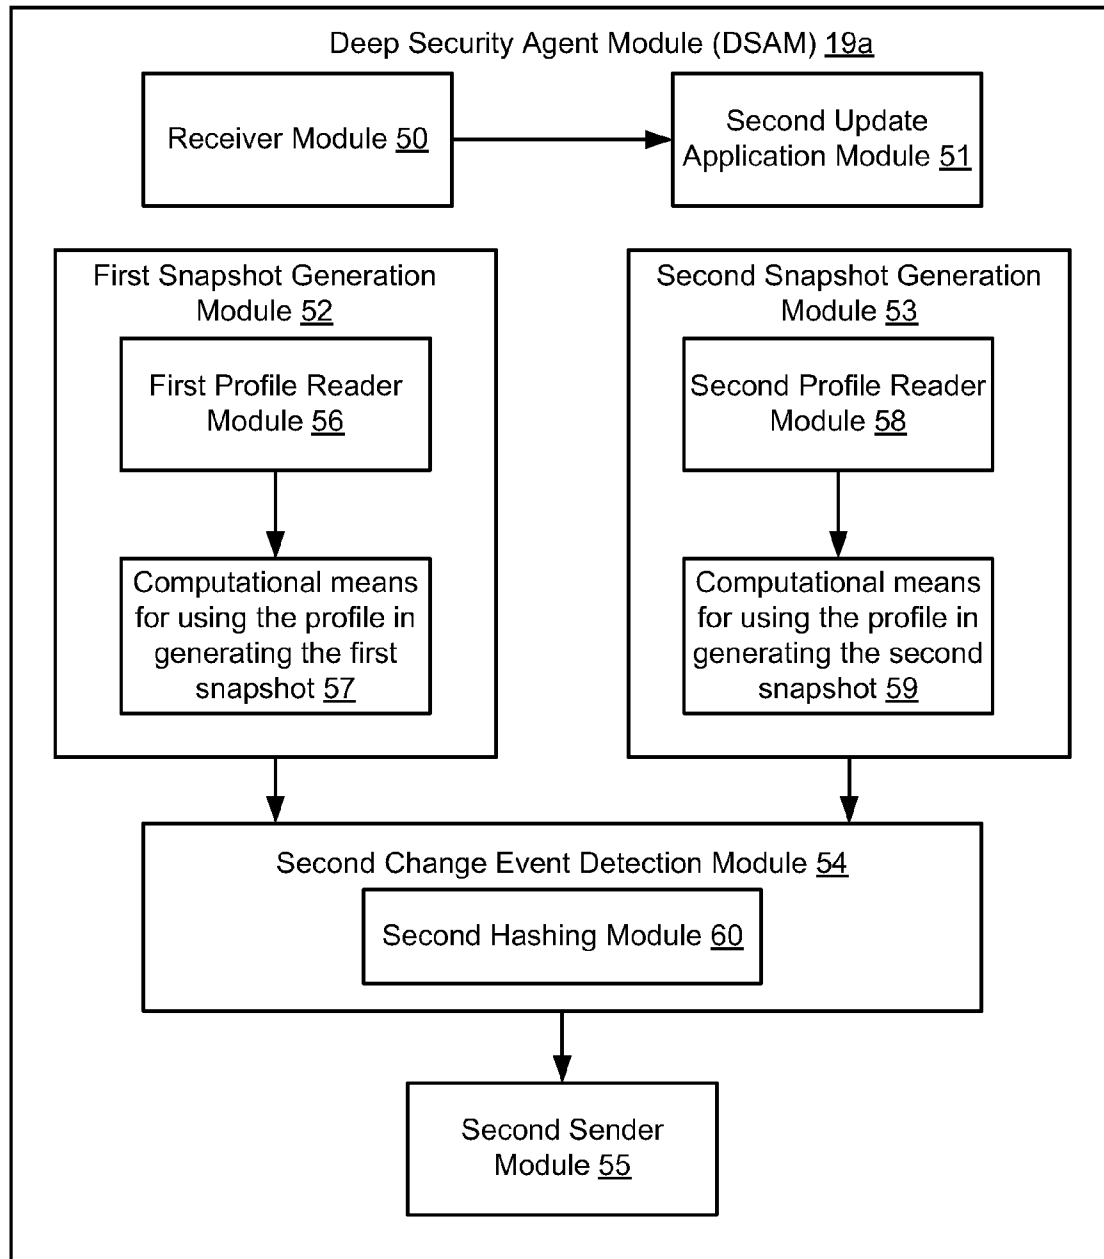 Deep Security Agent Module (DSAM) 19a
Receiver Module 50
Second Update
Application Module 51
First Snapshot Generation
Module 52
First Profile Reader
Module 56
Computational means
for using the profile in
generating the first
snapshot 57
Second Snapshot Generation
Module 53
Second Profile Reader
Module 58
Computational means
for using the profile in
generating the second
snapshot 59
Second Change Event Detection Module 54
Second Hashing Module 60
Second Sender
Module 55